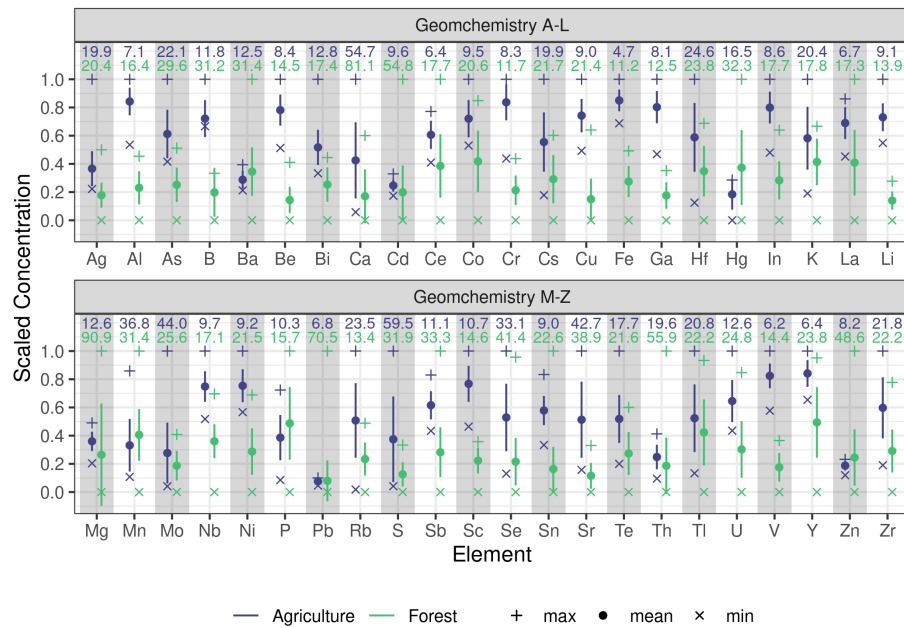 Geomchemistry A-L
19.9 7.1 22.1 11.8 12.5 8.4 12.8 54.7 9.6 6.4 9.5 8.3 19.9 9.0 4.7 8.1 24.6 16.5 8.6 20.4 6.7 9.1
20.4 16.4 29.6 31.2 31.4 14.5 17.4 81.1 54.8 17.7 20.6 11.7 21.7 21.4 11.2 12.5 23.8 32.3 17.7 17.8 17.3 13.9
1.0
0.8
0.6
0.4
0.2
0.0
Ag Al As B Ba Be Bi Ca Cd Ce Co Cr Cs Cu Fe Ga Hf Hg In K La Li
Scaled Concentration
Geomchemistry M-Z
12.6 36.8 44.0 9.7 9.2 10.3 6.8 23.5 59.5 11.1 10.7 33.1 9.0 42.7 17.7 19.6 20.8 12.6 6.2 6.4 8.2 21.8
90.9 31.4 25.6 17.1 21.5 15.7 70.5 13.4 31.9 33.3 14.6 41.4 22.6 38.9 21.6 55.9 22.2 24.8 14.4 23.8 48.6 22.2
1.0
0.8
0.6
0.4
0.2
0.0
Mg Mn Mo Nb Ni P Pb Rb S Sb Sc Se Sn Sr Te Th Tl U V Y Zn Zr
Element
Agriculture Forest max mean min